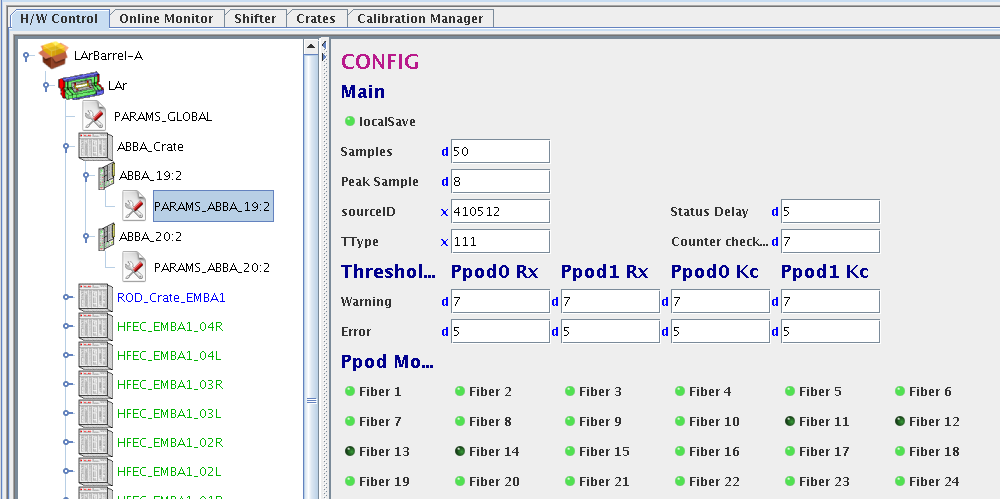 H/W Control Online Monitor Shifter Crates Calibration Manager
LArBarrel-A
LAr
PARAMS_GLOBAL
ABBA_Crate
ABBA_19:2
PARAMS_ABBA_19:2
ABBA_20:2
PARAMS_ABBA_20:2
ROD_Crate_EMBA1
HFEC_EMBA1_04R
HFEC_EMBA1_04L
HFEC_EMBA1_03R
HFEC_EMBA1_03L
HFEC_EMBA1_02R
HFEC_EMBA1_02L
HFEC_EMBA1_01R
CONFIG
Main
localSave
Samples d 50
Peak Sample d 8
sourceID x 410512 Status Delay d 5
TType x 111 Counter check... d 7
Threshol... Ppod0 Rx Ppod1 Rx Ppod0 Kc Ppod1 Kc
Warning d 7 d 7 d 7 d 7
Error d 5 d 5 d 5 d 5
Ppod Mo...
Fiber 1 Fiber 2 Fiber 3 Fiber 4 Fiber 5 Fiber 6
Fiber 7 Fiber 8 Fiber 9 Fiber 10 Fiber 11 Fiber 12
Fiber 13 Fiber 14 Fiber 15 Fiber 16 Fiber 17 Fiber 18
Fiber 19 Fiber 20 Fiber 21 Fiber 22 Fiber 23 Fiber 24